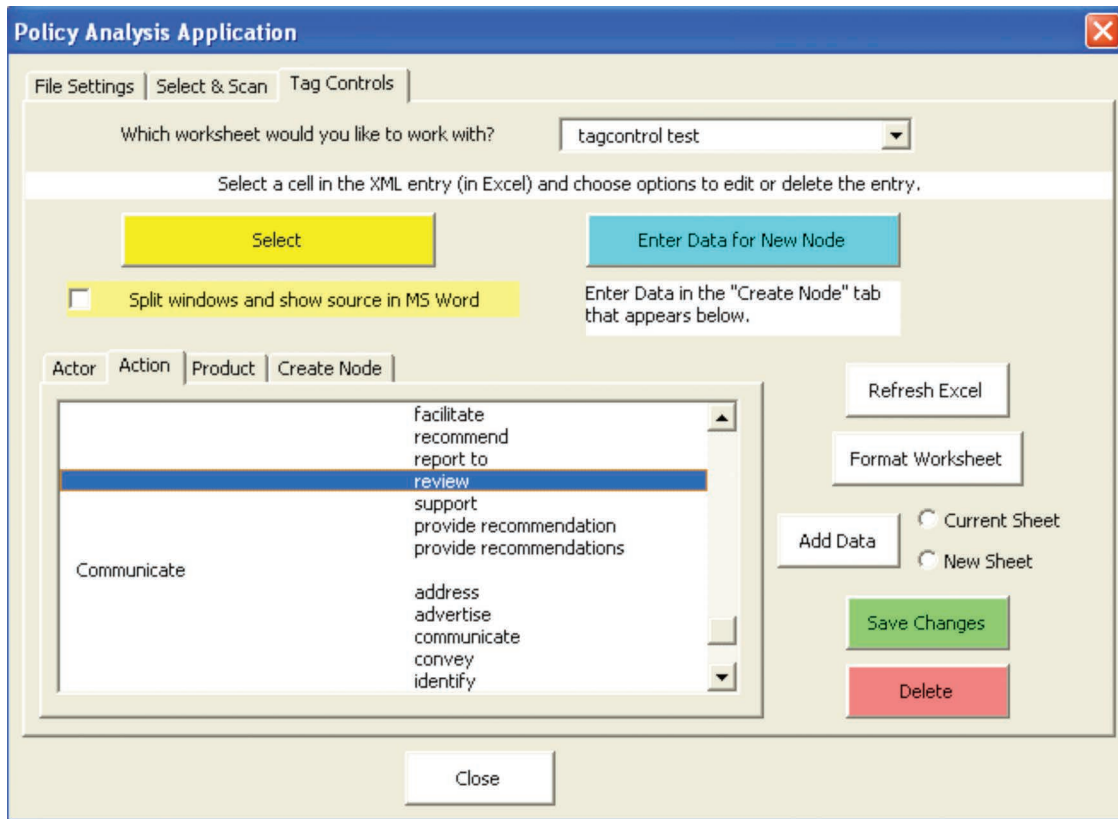 Policy Analysis Application
File Settings
Select & Scan
Tag Controls
Which worksheet would you like to work with?
tagcontrol test
Select a cell in the XML entry (in Excel) and choose options to edit or delete the entry.
Select
Enter Data for New Node
Split windows and show source in MS Word
Enter Data in the "Create Node" tab
that appears below.
Actor
Action
Product
Create Node
facilitate
recommend
report to
review
support
provide recommendation
provide recommendations
Communicate
address
advertise
communicate
convey
identify
Refresh Excel
Format Worksheet
Add Data
Current Sheet
New Sheet
Save Changes
Delete
Close